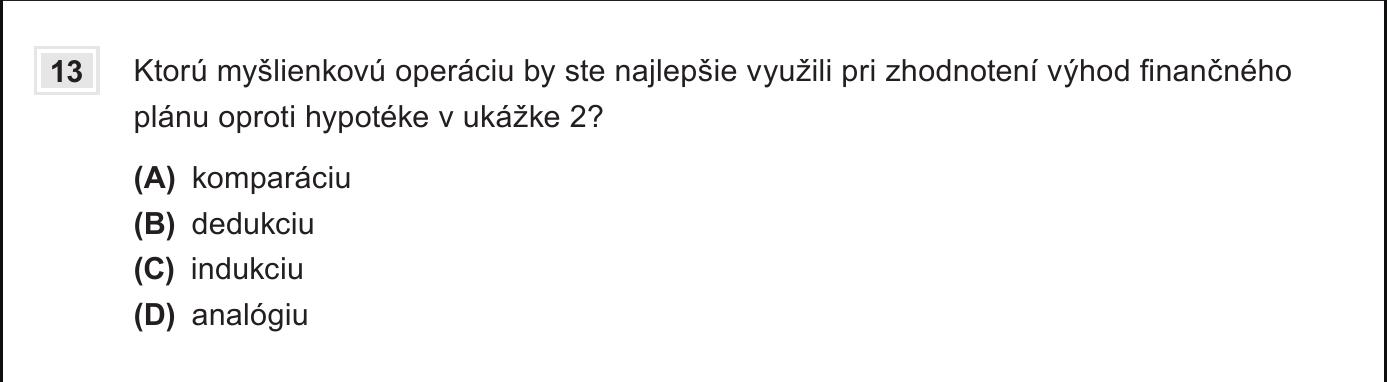 13 Ktorú myšlienkovú operáciu by ste najlepšie využili pri zhodnotení výhod finančného
plánu oproti hypotéke v ukážke 2?
(A) komparáciu
(B) dedukciu
(C) indukciu
(D) analógiu